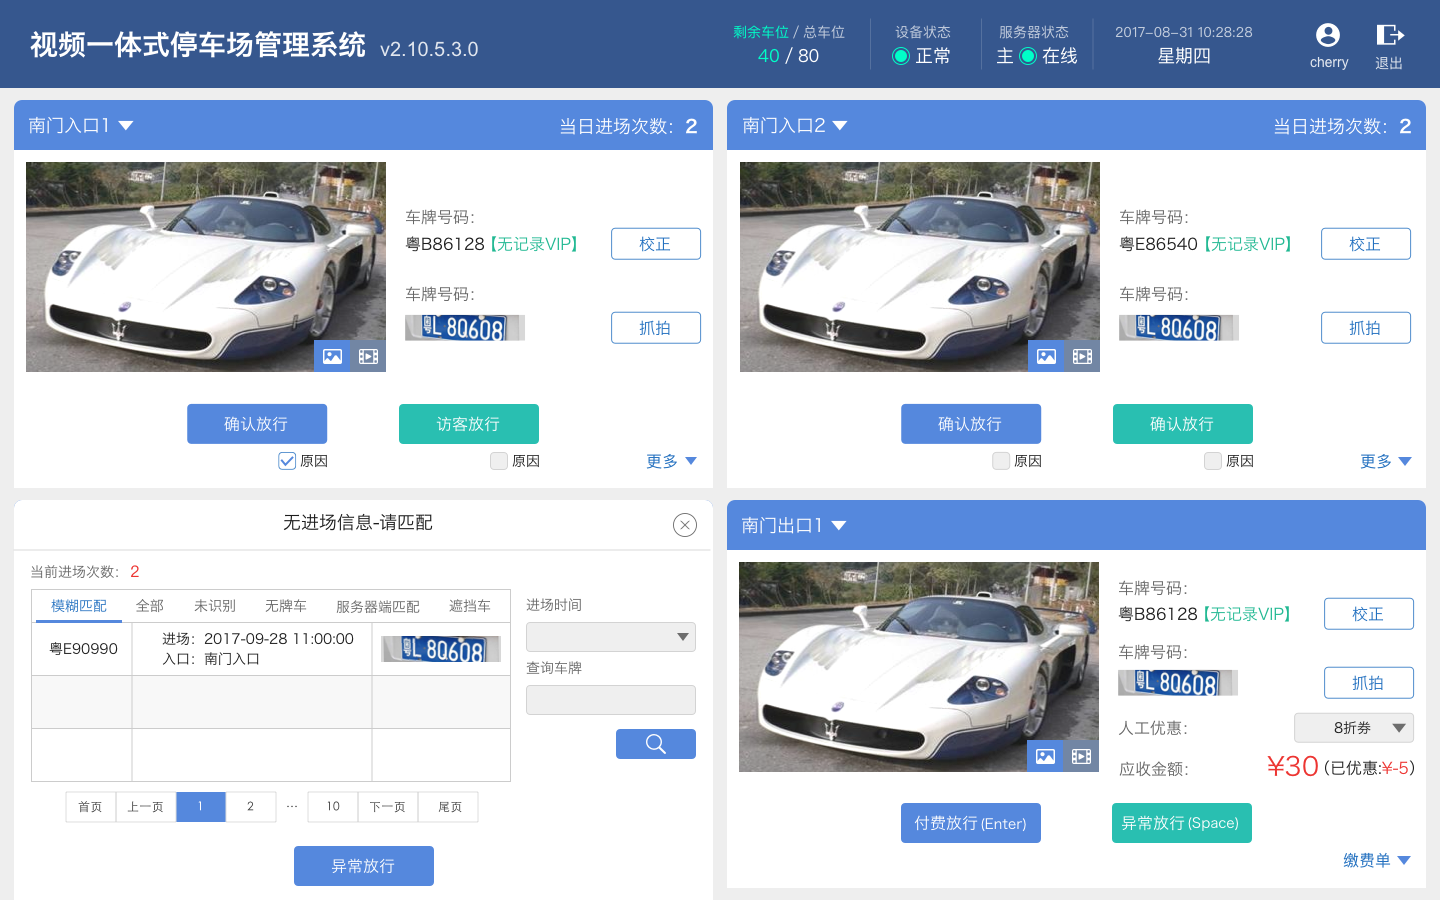 视频一体式停车场管理系统 v2.10.5.3.0
剩余车位 / 总车位
40 / 80
设备状态
正常
服务器状态
主 在线
2017-08-31 10:28:28
星期四
cherry
退出
南门入口1
当日进场次数：2
车牌号码：
粤B86128【无记录VIP】
校正
车牌号码：
粤L 8Q608
抓拍
确认放行
访客放行
原因
原因
更多
南门入口2
当日进场次数：2
车牌号码：
粤E86540【无记录VIP】
校正
车牌号码：
粤L 8Q608
抓拍
确认放行
确认放行
原因
原因
更多
无进场信息-请匹配
当前进场次数： 2
模糊匹配 全部 未识别 无牌车 服务器端匹配 遮挡车
粤E90990
进场：2017-09-28 11:00:00
入口：南门入口
粤L 8Q608
进场时间
查询车牌
首页 上一页 1 2 ··· 10 下一页 尾页
异常放行
南门出口1
车牌号码：
粤B86128【无记录VIP】
校正
车牌号码：
粤L 8Q608
抓拍
人工优惠：
8折券
应收金额：
¥30 (已优惠:¥-5)
付费放行 (Enter)
异常放行 (Space)
缴费单